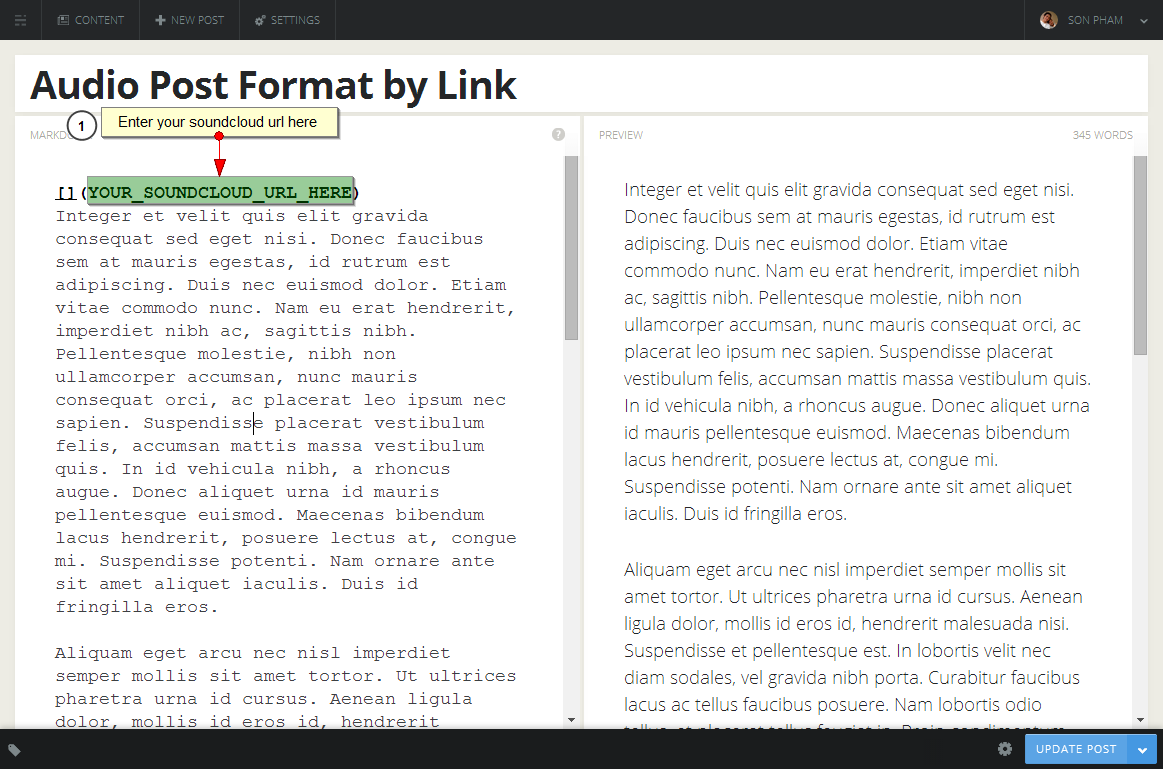 CONTENT
NEW POST
SETTINGS
SON PHAM
Audio Post Format by Link
MARKD
1
Enter your soundcloud url here
?
[](YOUR_SOUNDCLOUD_URL_HERE)
Integer et velit quis elit gravida
consequat sed eget nisi. Donec faucibus
sem at mauris egestas, id rutrum est
adipiscing. Duis nec euismod dolor. Etiam
vitae commodo nunc. Nam eu erat hendrerit,
imperdiet nibh ac, sagittis nibh.
Pellentesque molestie, nibh non
ullamcorper accumsan, nunc mauris
consequat orci, ac placerat leo ipsum nec
sapien. Suspendisse placerat vestibulum
felis, accumsan mattis massa vestibulum
quis. In id vehicula nibh, a rhoncus
augue. Donec aliquet urna id mauris
pellentesque euismod. Maecenas bibendum
lacus hendrerit, posuere lectus at, congue
mi. Suspendisse potenti. Nam ornare ante
sit amet aliquet iaculis. Duis id
fringilla eros.
Aliquam eget arcu nec nisl imperdiet
semper mollis sit amet tortor. Ut ultrices
pharetra urna id cursus. Aenean ligula
dolor, mollis id eros id, hendrerit
PREVIEW
345 WORDS
Integer et velit quis elit gravida consequat sed eget nisi.
Donec faucibus sem at mauris egestas, id rutrum est
adipiscing. Duis nec euismod dolor. Etiam vitae
commodo nunc. Nam eu erat hendrerit, imperdiet nibh
ac, sagittis nibh. Pellentesque molestie, nibh non
ullamcorper accumsan, nunc mauris consequat orci, ac
placerat leo ipsum nec sapien. Suspendisse placerat
vestibulum felis, accumsan mattis massa vestibulum quis.
In id vehicula nibh, a rhoncus augue. Donec aliquet urna
id mauris pellentesque euismod. Maecenas bibendum
lacus hendrerit, posuere lectus at, congue mi.
Suspendisse potenti. Nam ornare ante sit amet aliquet
iaculis. Duis id fringilla eros.
Aliquam eget arcu nec nisl imperdiet semper mollis sit
amet tortor. Ut ultrices pharetra urna id cursus. Aenean
ligula dolor, mollis id eros id, hendrerit malesuada nisi.
Suspendisse et pellentesque est. In lobortis velit nec
diam sodales, vel gravida nibh porta. Curabitur faucibus
lacus ac tellus faucibus posuere. Nam lobortis odio
UPDATE POST